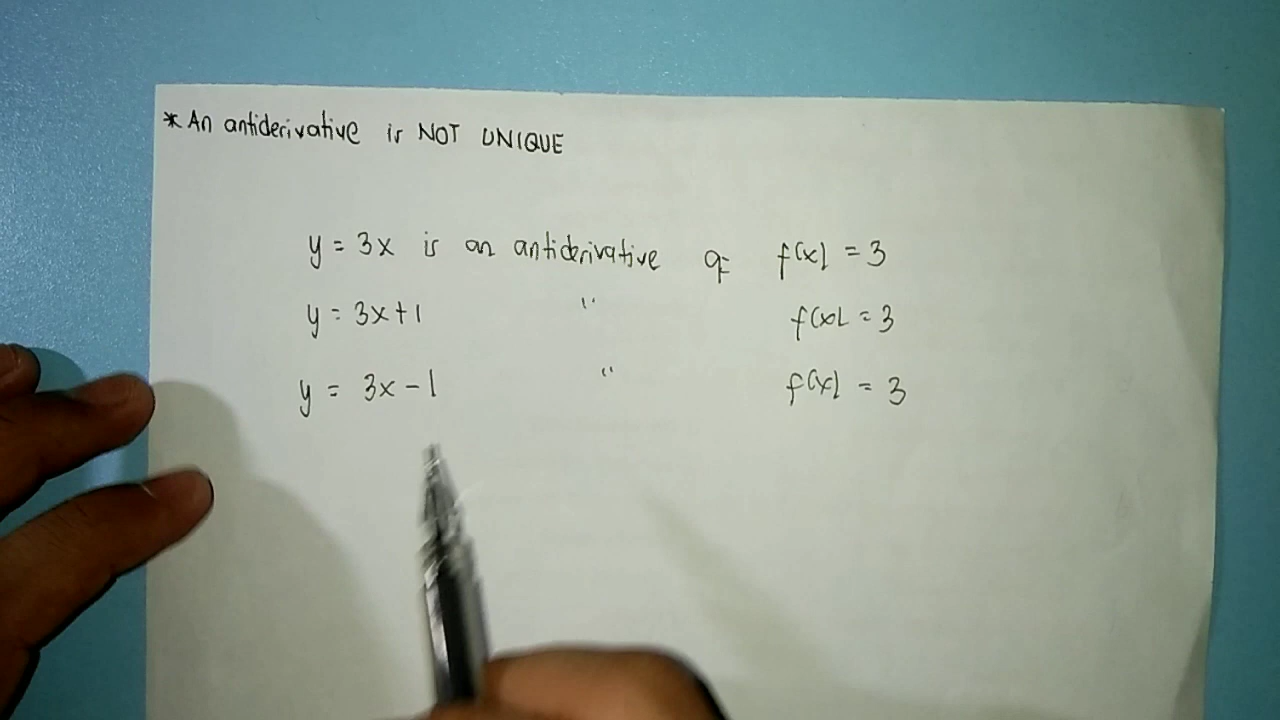 * An antiderivative is NOT UNIQUE
y = 3x is an antiderivative of f(x) = 3
y = 3x+1 " f(x) = 3
y = 3x-1 " f(x) = 3